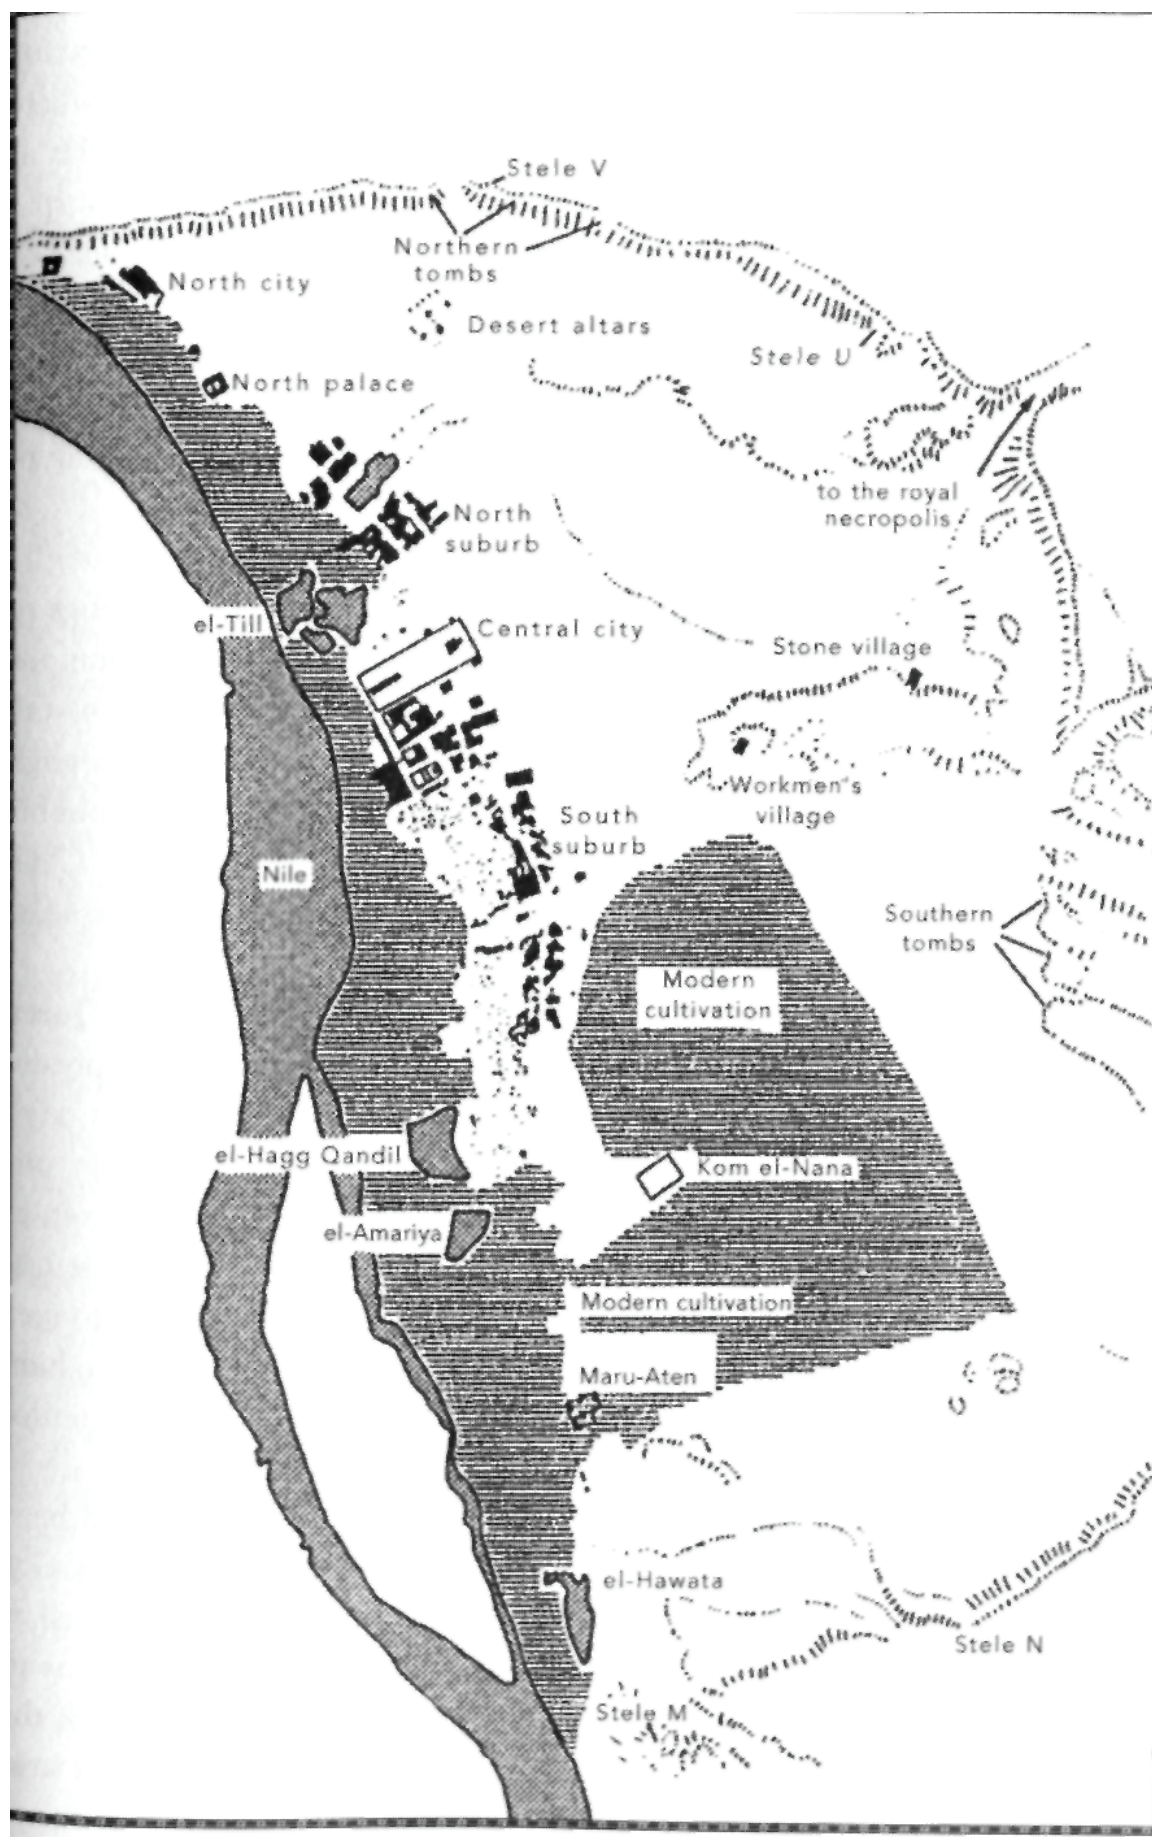 Stele V
Northern
tombs
North city
Desert altars
Stele U
North palace
to the royal
necropolis
North
suburb
el-Till
Central city
Stone village
Workmen's
village
South
suburb
Nile
Southern
tombs
Modern
cultivation
el-Hagg Qandil
Kom el-Nana
el-Amariya
Modern cultivation
Maru-Aten
el-Hawata
Stele N
Stele M